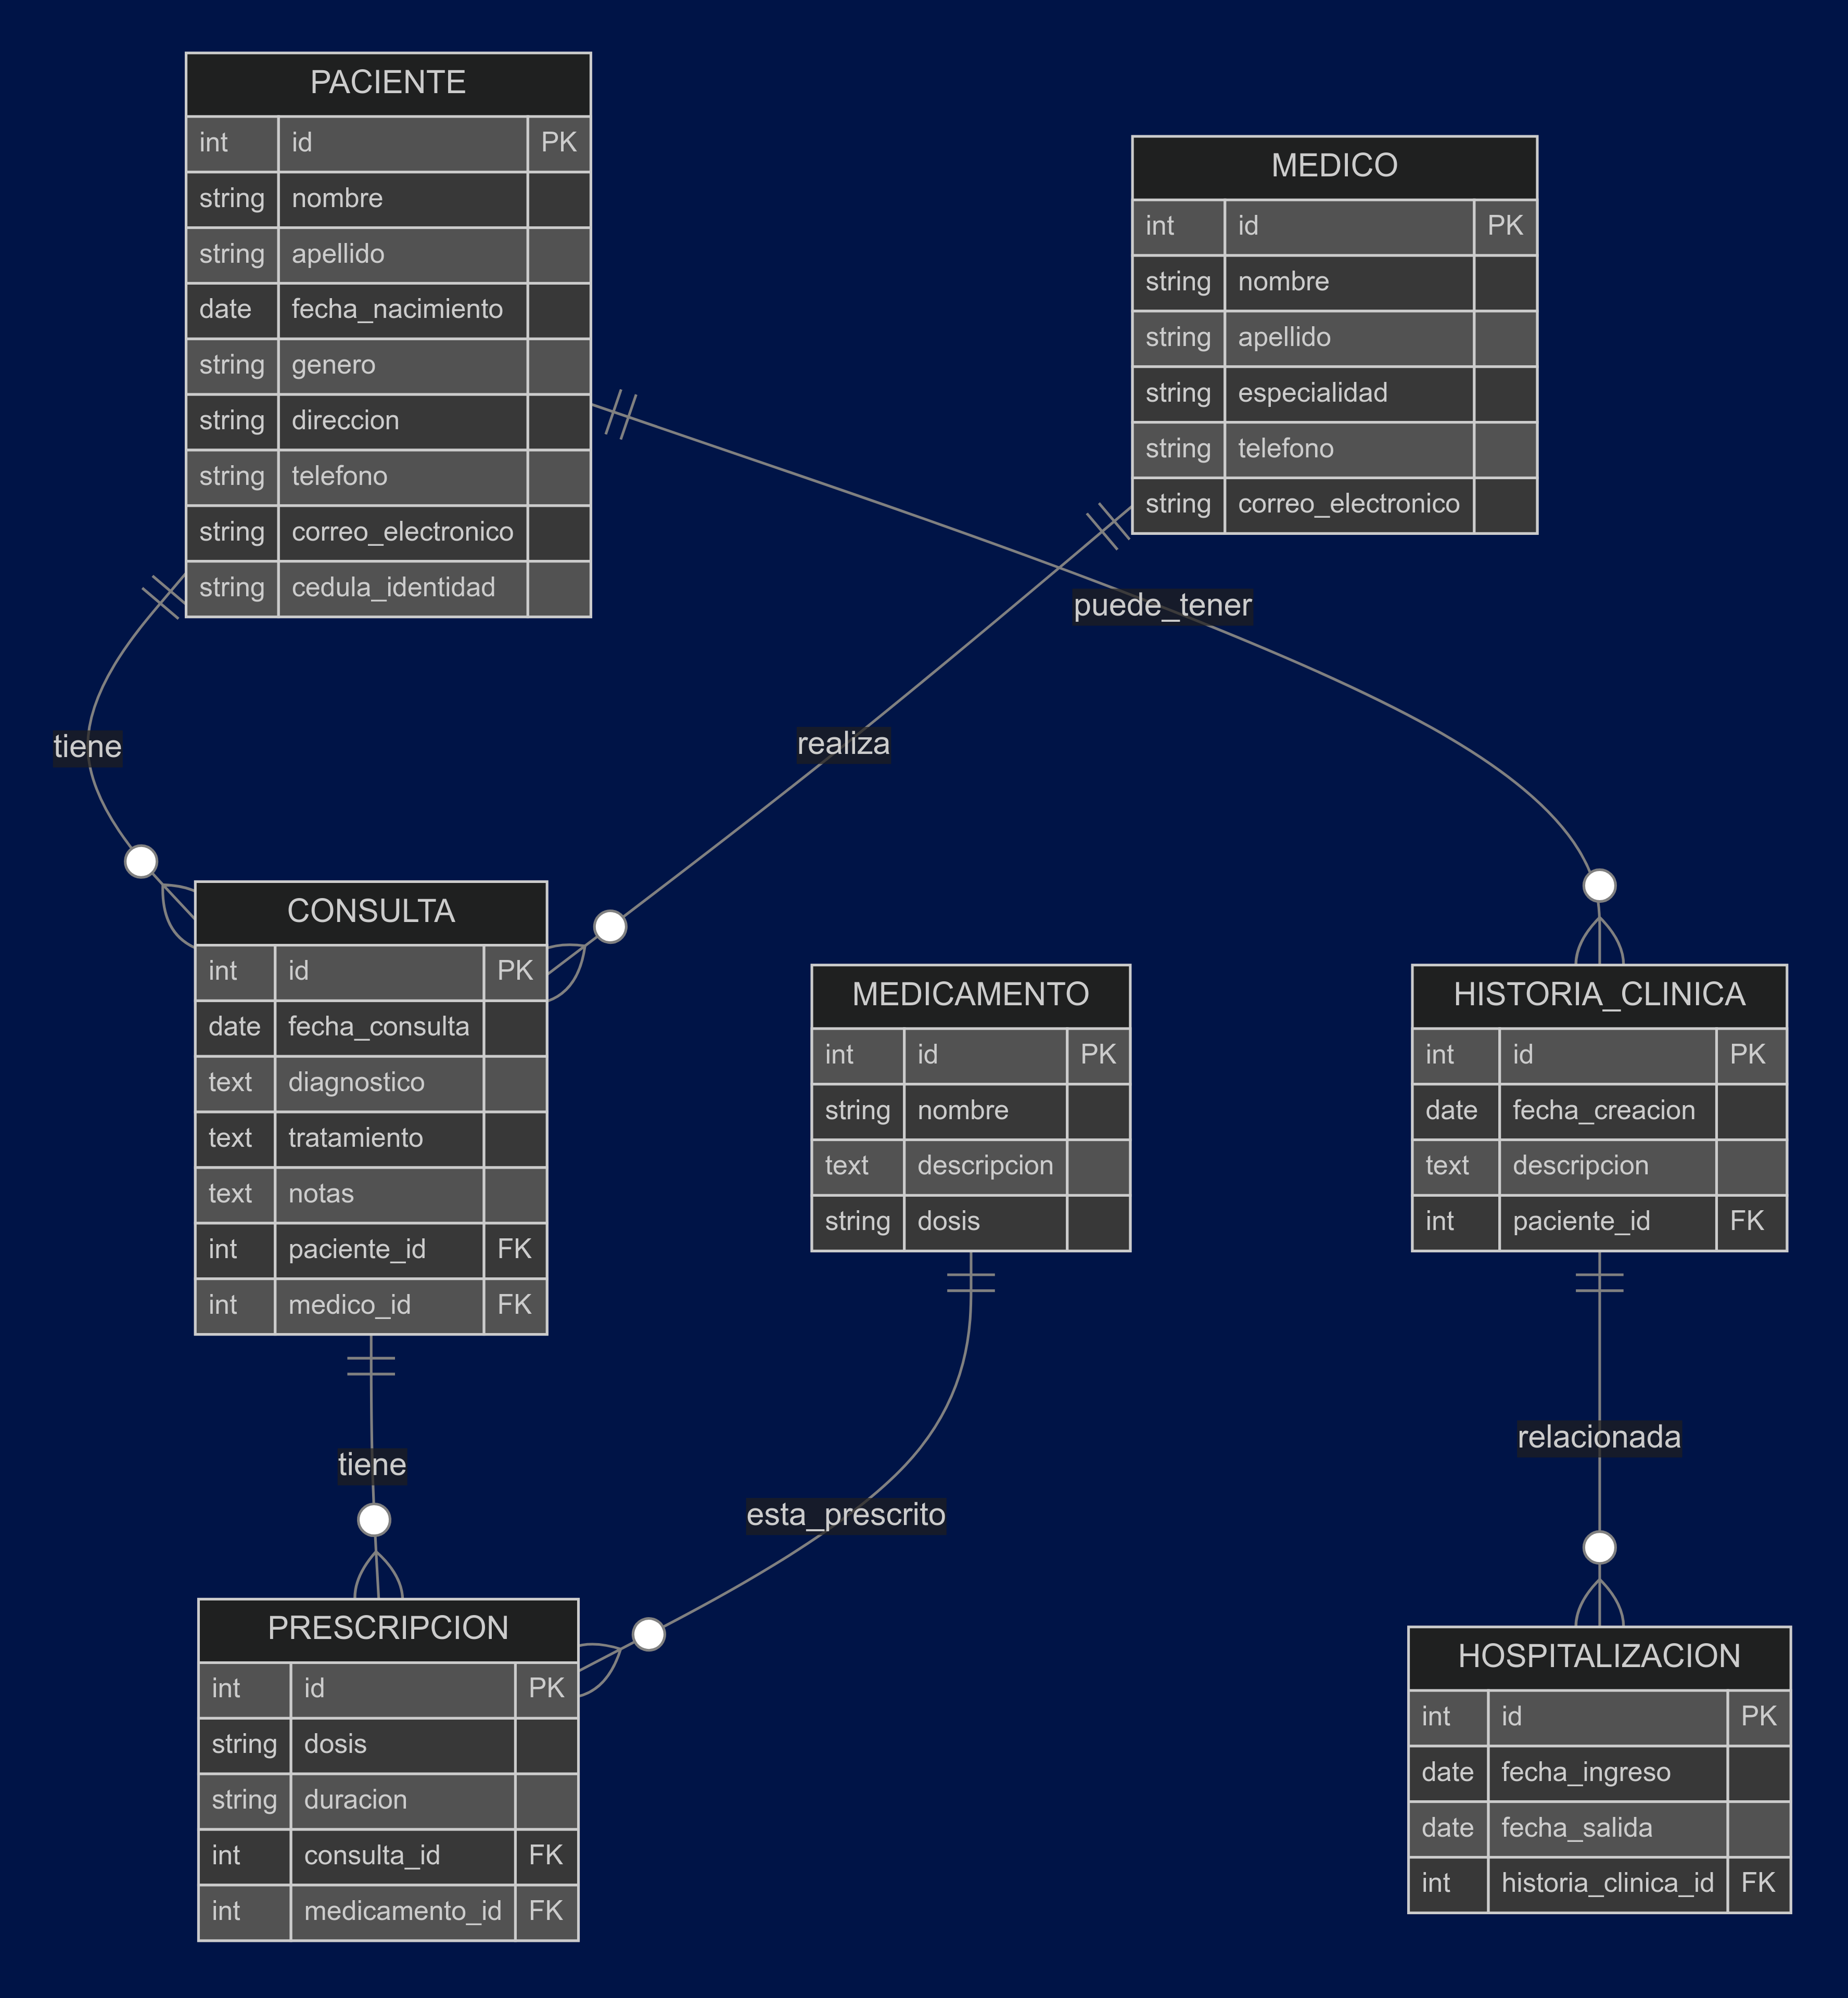 PACIENTE
int id PK
string nombre
string apellido
date fecha_nacimiento
string genero
string direccion
string telefono
string correo_electronico
string cedula_identidad
MEDICO
int id PK
string nombre
string apellido
string especialidad
string telefono
string correo_electronico
puede_tener
tiene
realiza
CONSULTA
int id PK
date fecha_consulta
text diagnostico
text tratamiento
text notas
int paciente_id FK
int medico_id FK
MEDICAMENTO
int id PK
string nombre
text descripcion
string dosis
HISTORIA_CLINICA
int id PK
date fecha_creacion
text descripcion
int paciente_id FK
tiene
esta_prescrito
relacionada
PRESCRIPCION
int id PK
string dosis
string duracion
int consulta_id FK
int medicamento_id FK
HOSPITALIZACION
int id PK
date fecha_ingreso
date fecha_salida
int historia_clinica_id FK